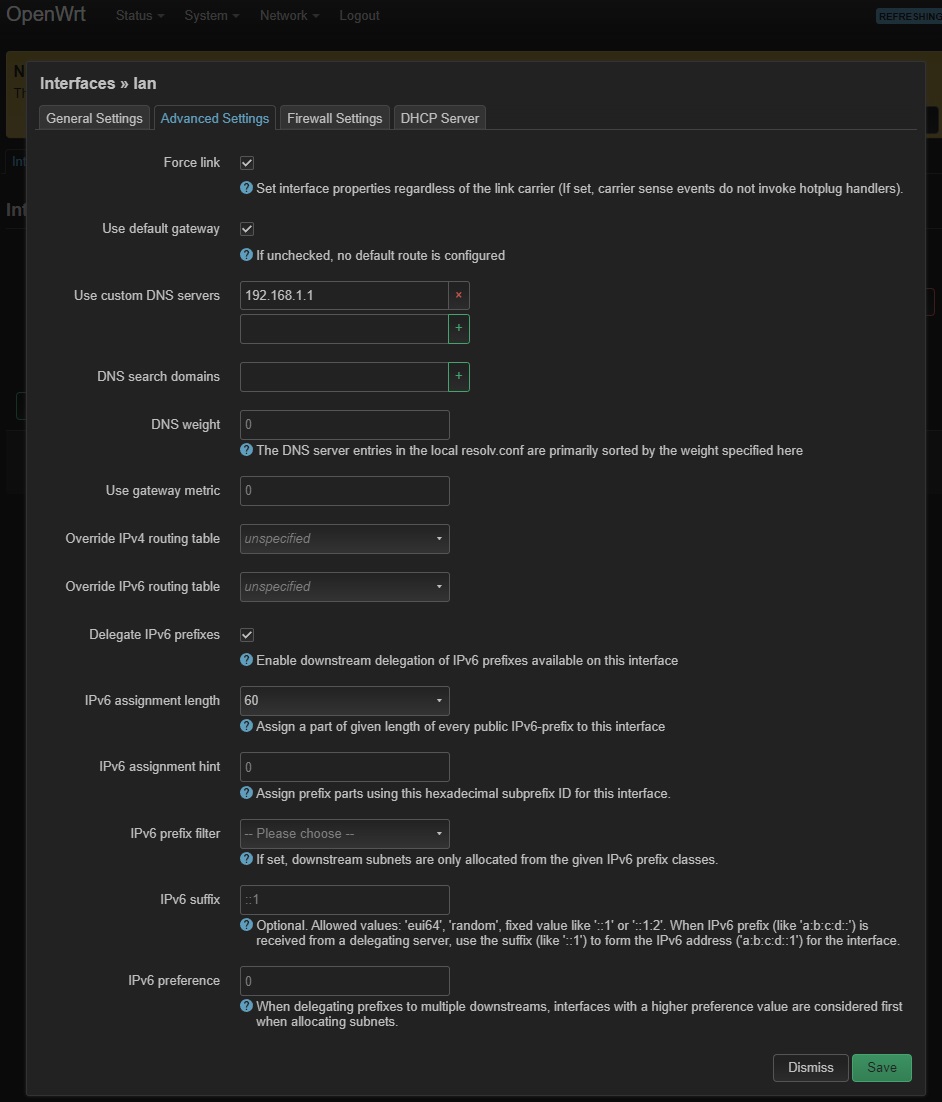 OpenWrt
Status System Network Logout
REFRESHING
N
Th
Int
Int
Interfaces » lan
General Settings Advanced Settings Firewall Settings DHCP Server
Force link
Set interface properties regardless of the link carrier (If set, carrier sense events do not invoke hotplug handlers).
Use default gateway
If unchecked, no default route is configured
Use custom DNS servers 192.168.1.1 ×
+
DNS search domains +
DNS weight 0
The DNS server entries in the local resolv.conf are primarily sorted by the weight specified here
Use gateway metric 0
Override IPv4 routing table unspecified
Override IPv6 routing table unspecified
Delegate IPv6 prefixes
Enable downstream delegation of IPv6 prefixes available on this interface
IPv6 assignment length 60
Assign a part of given length of every public IPv6-prefix to this interface
IPv6 assignment hint 0
Assign prefix parts using this hexadecimal subprefix ID for this interface.
IPv6 prefix filter -- Please choose --
If set, downstream subnets are only allocated from the given IPv6 prefix classes.
IPv6 suffix ::1
Optional. Allowed values: 'eui64', 'random', fixed value like '::1' or '::1:2'. When IPv6 prefix (like 'a:b:c:d::') is
received from a delegating server, use the suffix (like '::1') to form the IPv6 address ('a:b:c:d::1') for the interface.
IPv6 preference 0
When delegating prefixes to multiple downstreams, interfaces with a higher preference value are considered first
when allocating subnets.
Dismiss Save